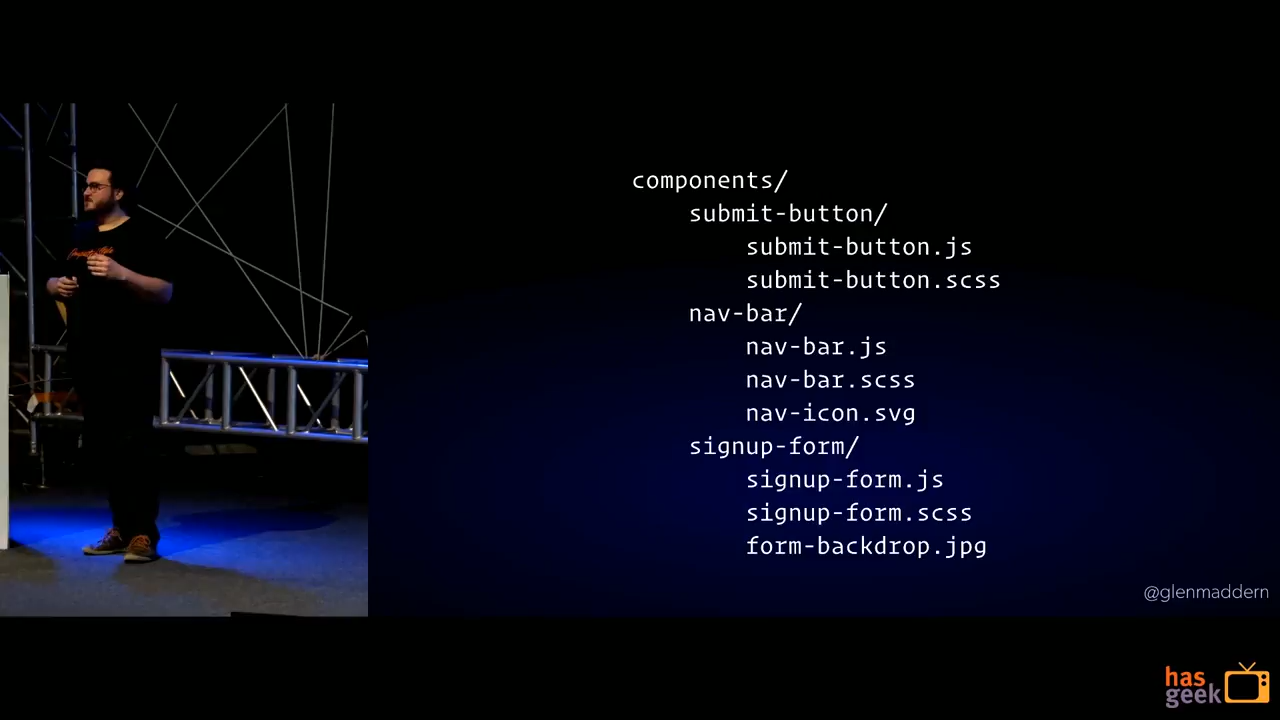 components/
submit-button/
submit-button.js
submit-button.scss
nav-bar/
nav-bar.js
nav-bar.scss
nav-icon.svg
signup-form/
signup-form.js
signup-form.scss
form-backdrop.jpg
@glenmaddern
has
geek